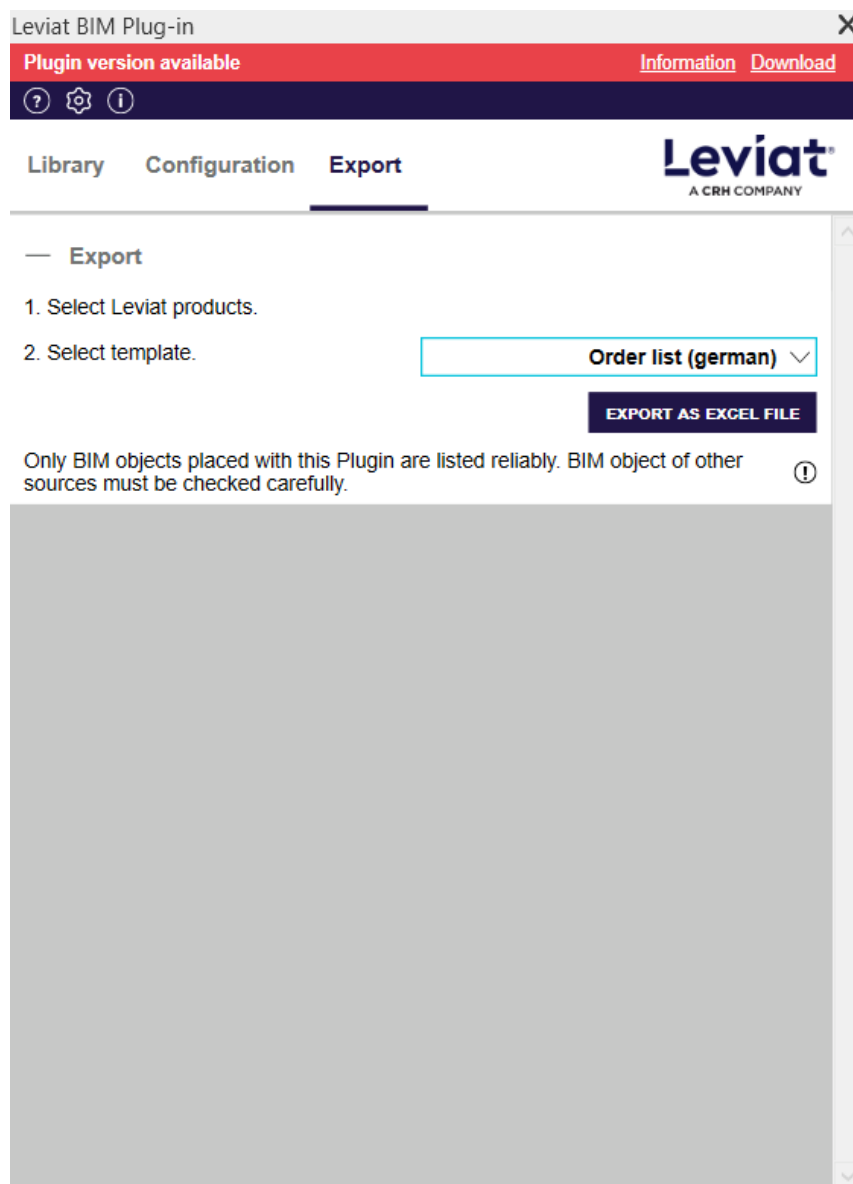 Leviat BIM Plug-in
Plugin version available Information Download
Library Configuration Export
Leviat®
A CRH COMPANY
Export
1. Select Leviat products.
2. Select template.
Order list (german)
EXPORT AS EXCEL FILE
Only BIM objects placed with this Plugin are listed reliably. BIM object of other
sources must be checked carefully.